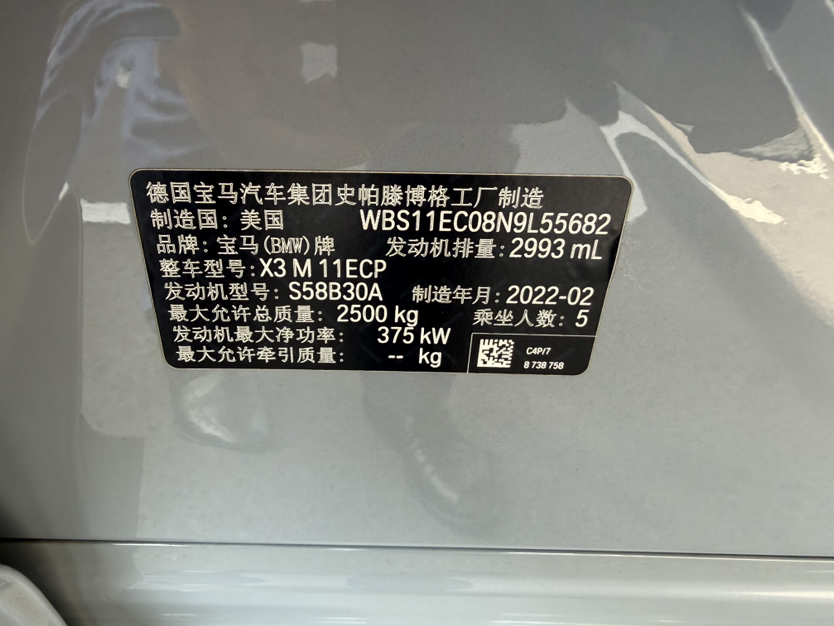 德国宝马汽车集团史帕滕博格工厂制造
制造国: 美国 WBS11EC08N9L55682
品牌: 宝马(BMW)牌 发动机排量: 2993 mL
整车型号: X3 M 11ECP
发动机型号: S58B30A 制造年月: 2022-02
最大允许总质量: 2500 kg 乘坐人数: 5
发动机最大净功率: 375 kW
最大允许牵引质量: -- kg
C4P/7
8 738 758